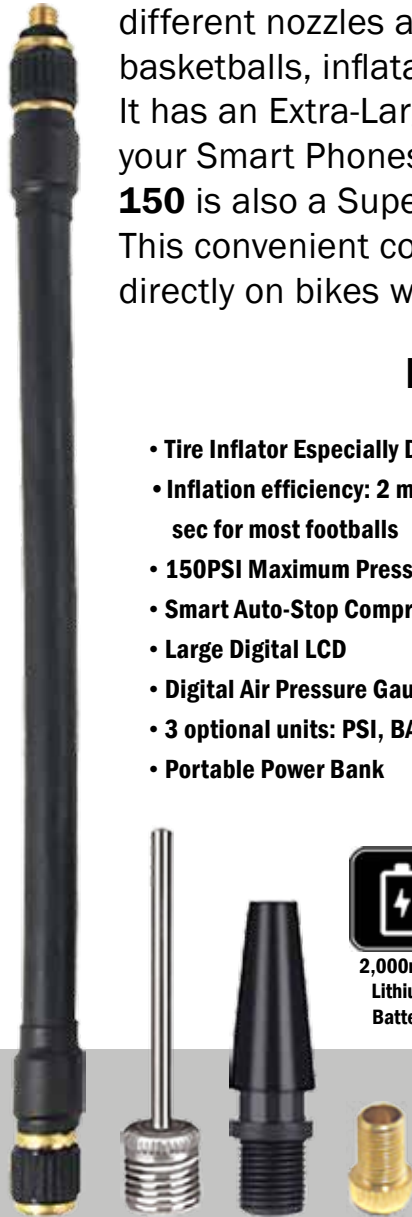 different nozzles a
basketballs, inflata
It has an Extra-Lar
your Smart Phones
150 is also a Supe
This convenient co
directly on bikes w
• Tire Inflator Especially D
• Inflation efficiency: 2 m
sec for most footballs
• 150PSI Maximum Press
• Smart Auto-Stop Compr
• Large Digital LCD
• Digital Air Pressure Gau
• 3 optional units: PSI, BA
• Portable Power Bank
2,000
Lithiu
Batte